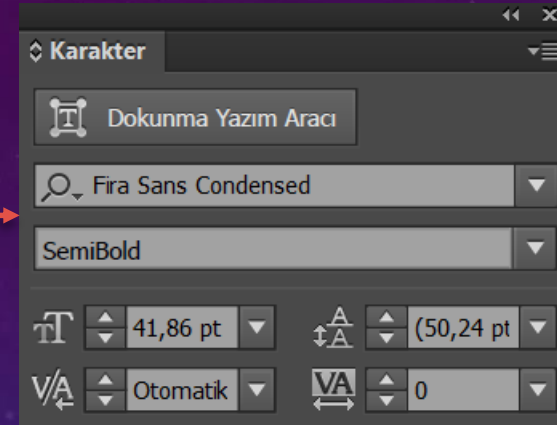 Karakter
Dokunma Yazım Aracı
Fira Sans Condensed
SemiBold
41,86 pt (50,24 pt
Otomatik 0